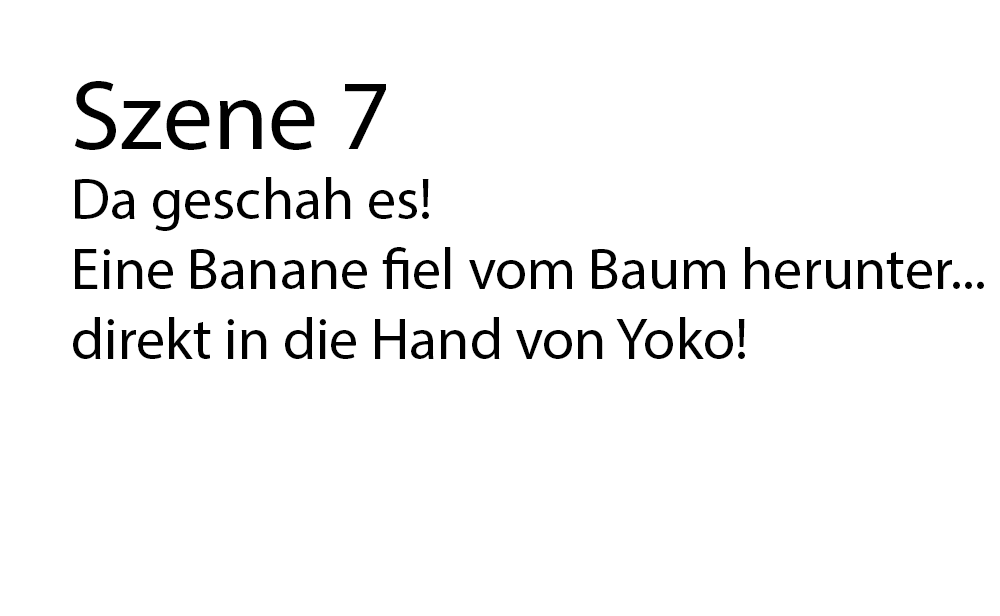 Szene 7
Da geschah es!
Eine Banane fiel vom Baum herunter...
direkt in die Hand von Yoko!